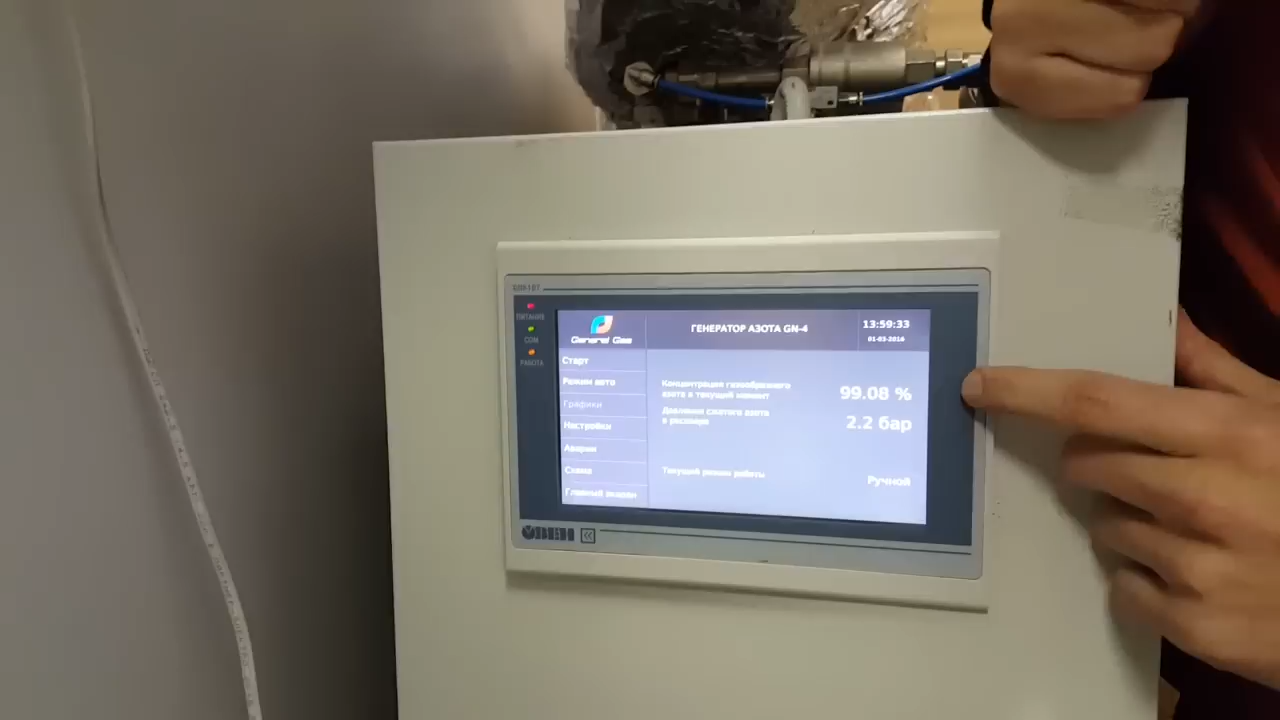 ПИТАНИЕ
COM
РАБОТА
General Gas
ГЕНЕРАТОР АЗОТА GN-4
13:59:33
01-03-2016
Старт
Режим авто
Графики
Настройки
Аварии
Схема
Главный экран
Концентрация газообразного
азота в текущий момент
99.08 %
Давление сжатого азота
в ресивере
2.2 бар
Текущий режим работы
Ручной
ОВЕН